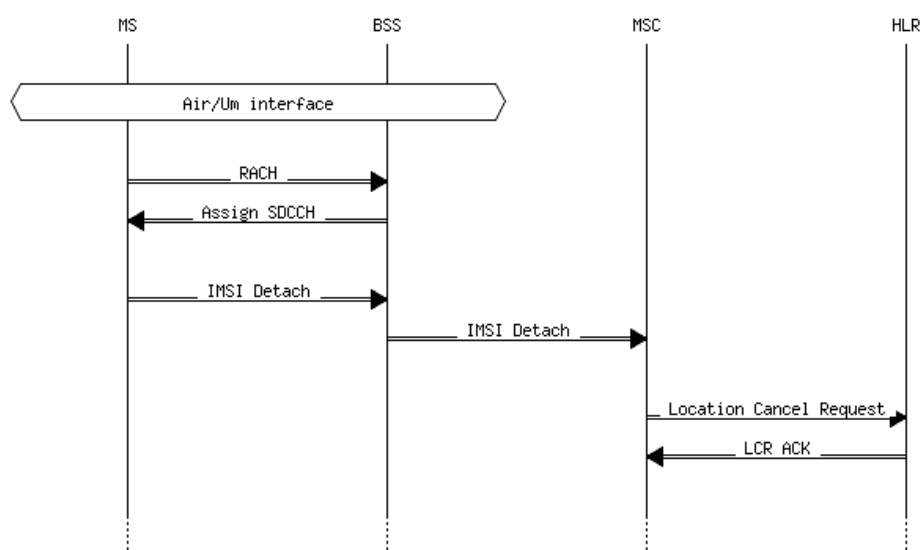 MS BSS MSC HLR
Air/Um interface
RACH
Assign SDCCH
IMSI Detach
IMSI Detach
Location Cancel Request
LCR ACK